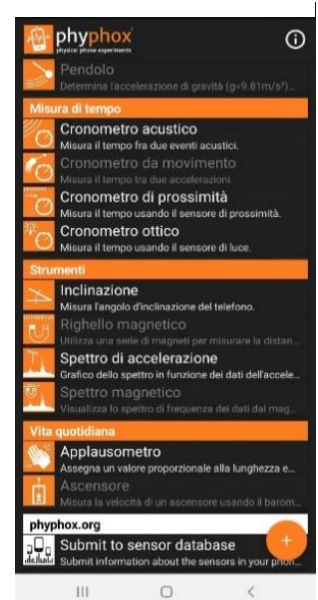 phyphox
physical phone experiments
Pendolo
Determina l'accelerazione di gravità (g=9.81m/s²)...
Misura di tempo
Cronometro acustico
Misura il tempo fra due eventi acustici.
Cronometro da movimento
Misura il tempo tra due accelerazioni.
Cronometro di prossimità
Misura il tempo usando il sensore di prossimità.
Cronometro ottico
Misura il tempo usando il sensore di luce.
Strumenti
Inclinazione
Misura l'angolo d'inclinazione del telefono.
Righello magnetico
Utilizza una serie di magneti per misurare la distan...
Spettro di accelerazione
Grafico dello spettro in funzione dei dati dell'accele...
Spettro magnetico
Visualizza lo spettro di frequenza dei dati dal mag...
Vita quotidiana
Applausometro
Assegna un valore proporzionale alla lunghezza e...
Ascensore
Misura la velocità di un ascensore usando il barom...
phyphox.org
Submit to sensor database
Submit information about the sensors in your phon...